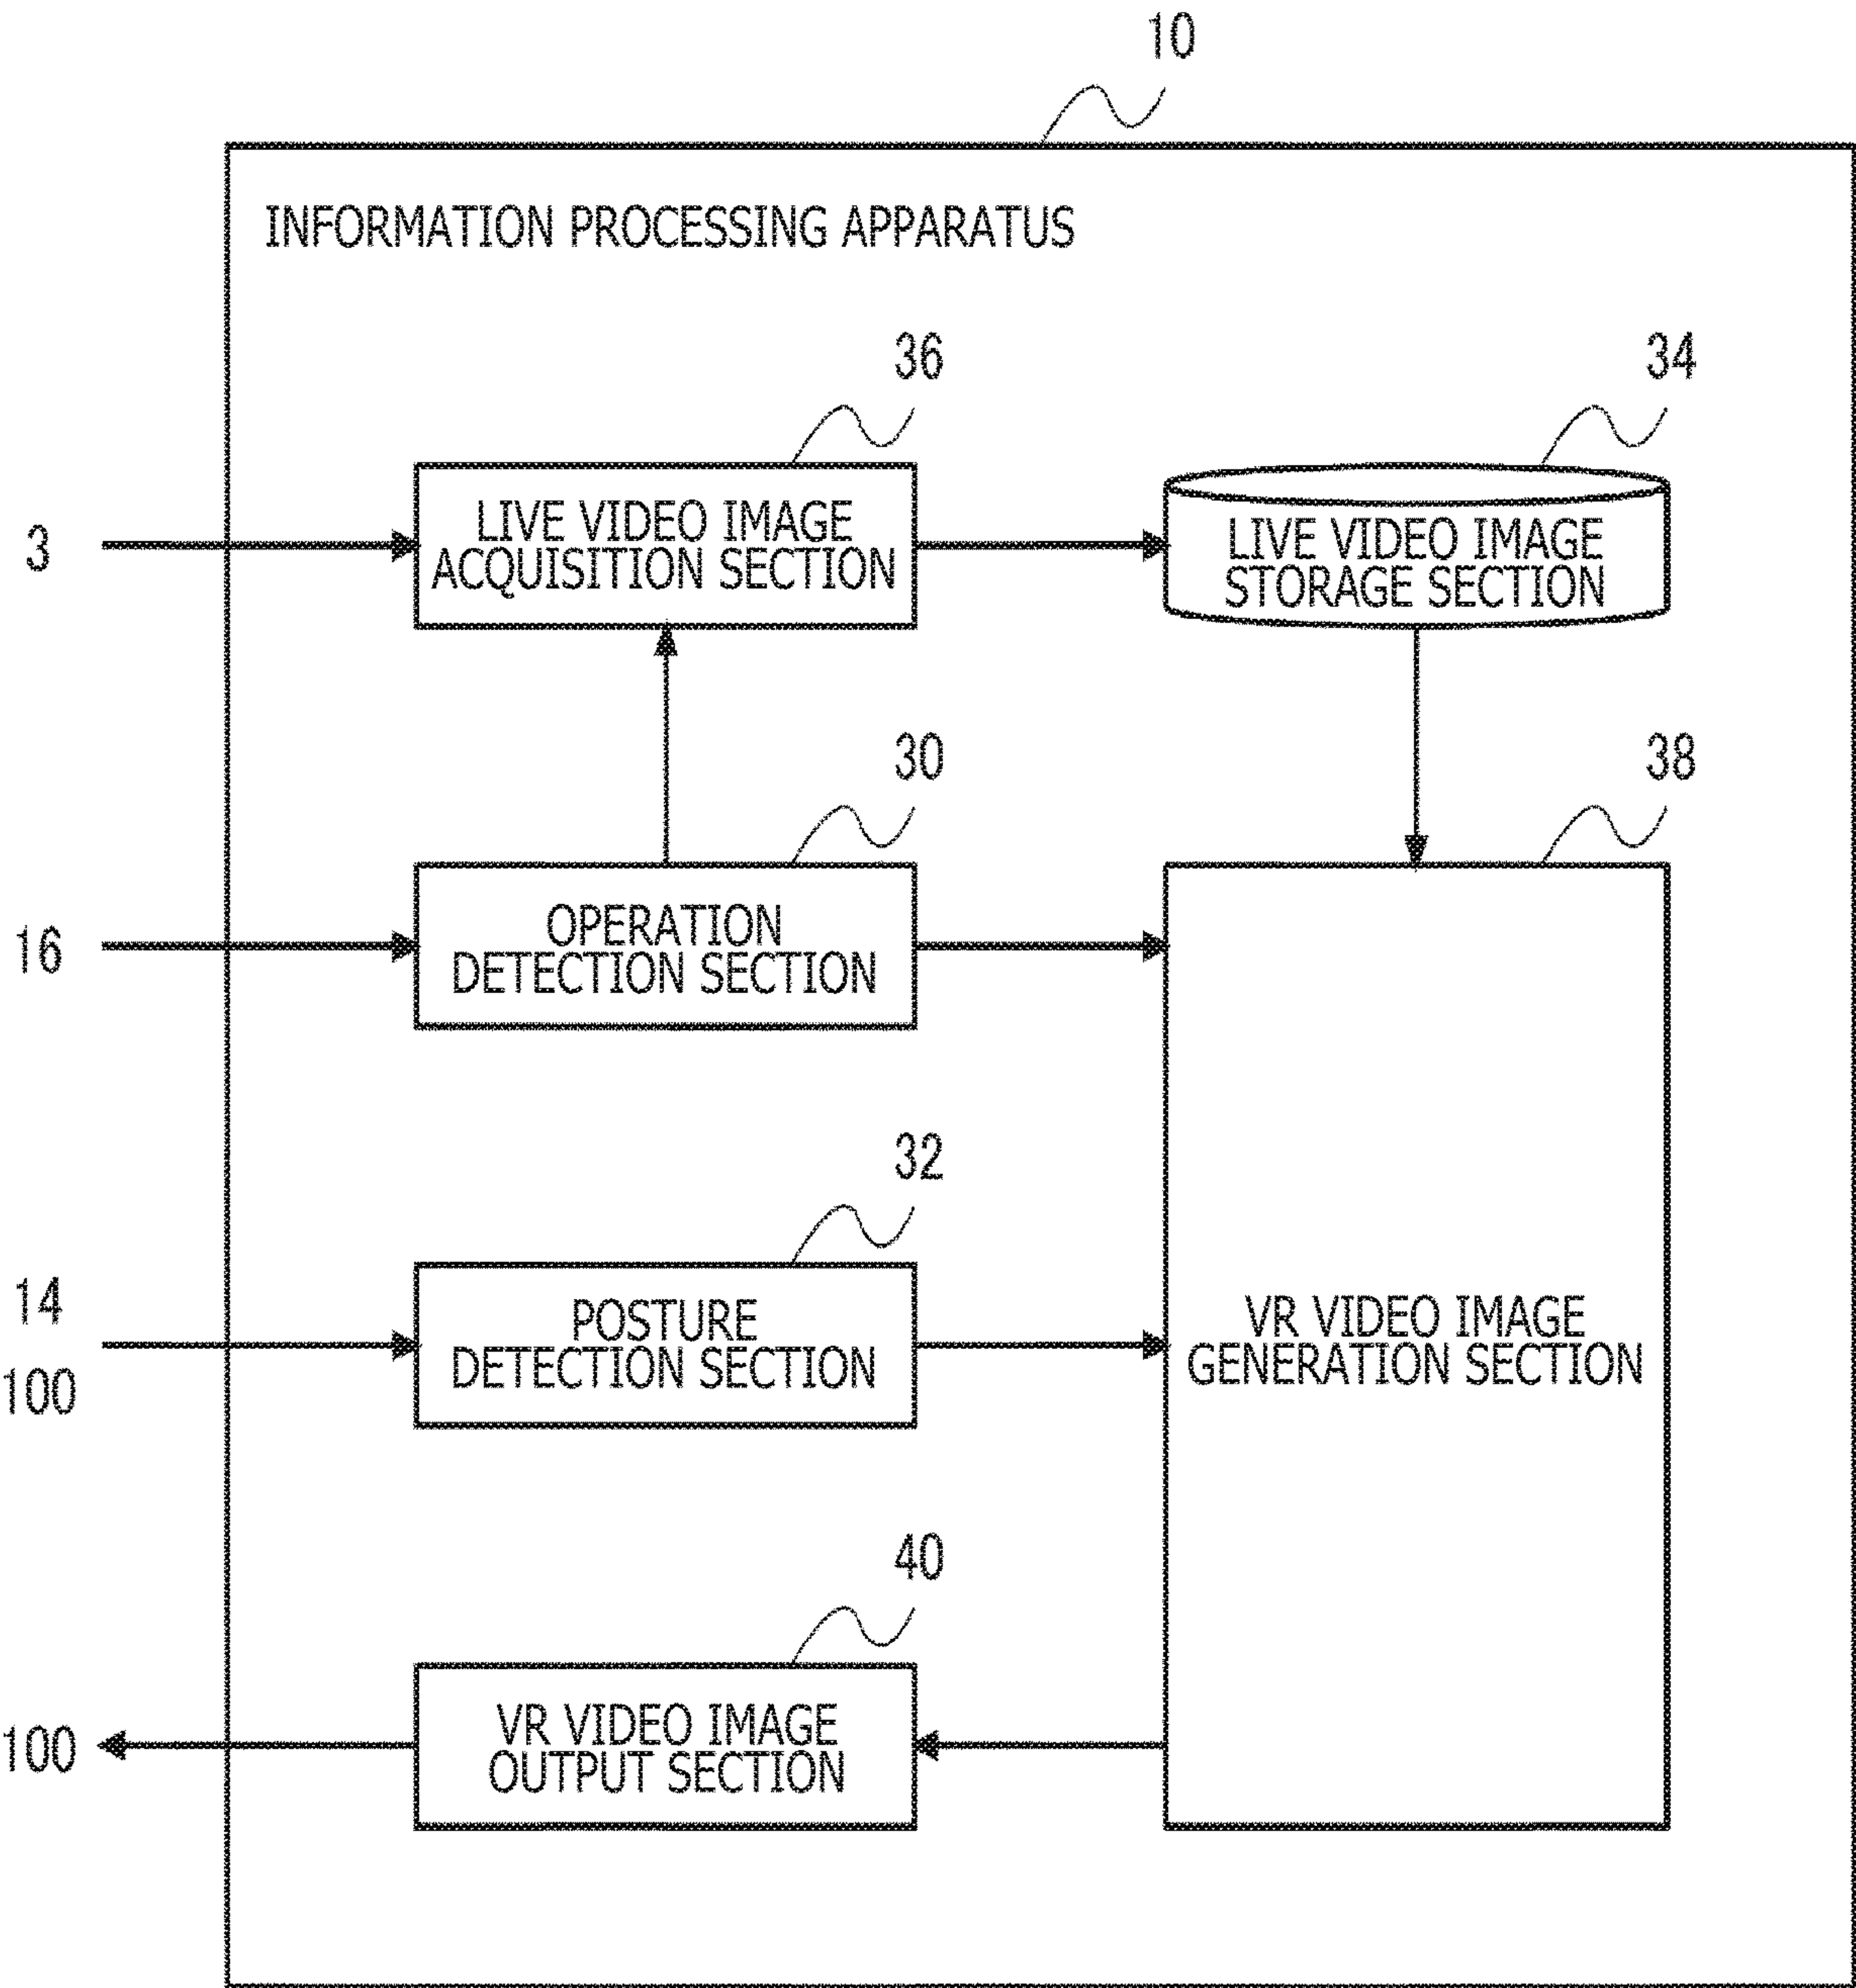 10
INFORMATION PROCESSING APPARATUS
36
34
3
LIVE VIDEO IMAGE
ACQUISITION SECTION
LIVE VIDEO IMAGE
STORAGE SECTION
30
38
16
OPERATION
DETECTION SECTION
32
14
100
POSTURE
DETECTION SECTION
VR VIDEO IMAGE
GENERATION SECTION
40
100
VR VIDEO IMAGE
OUTPUT SECTION